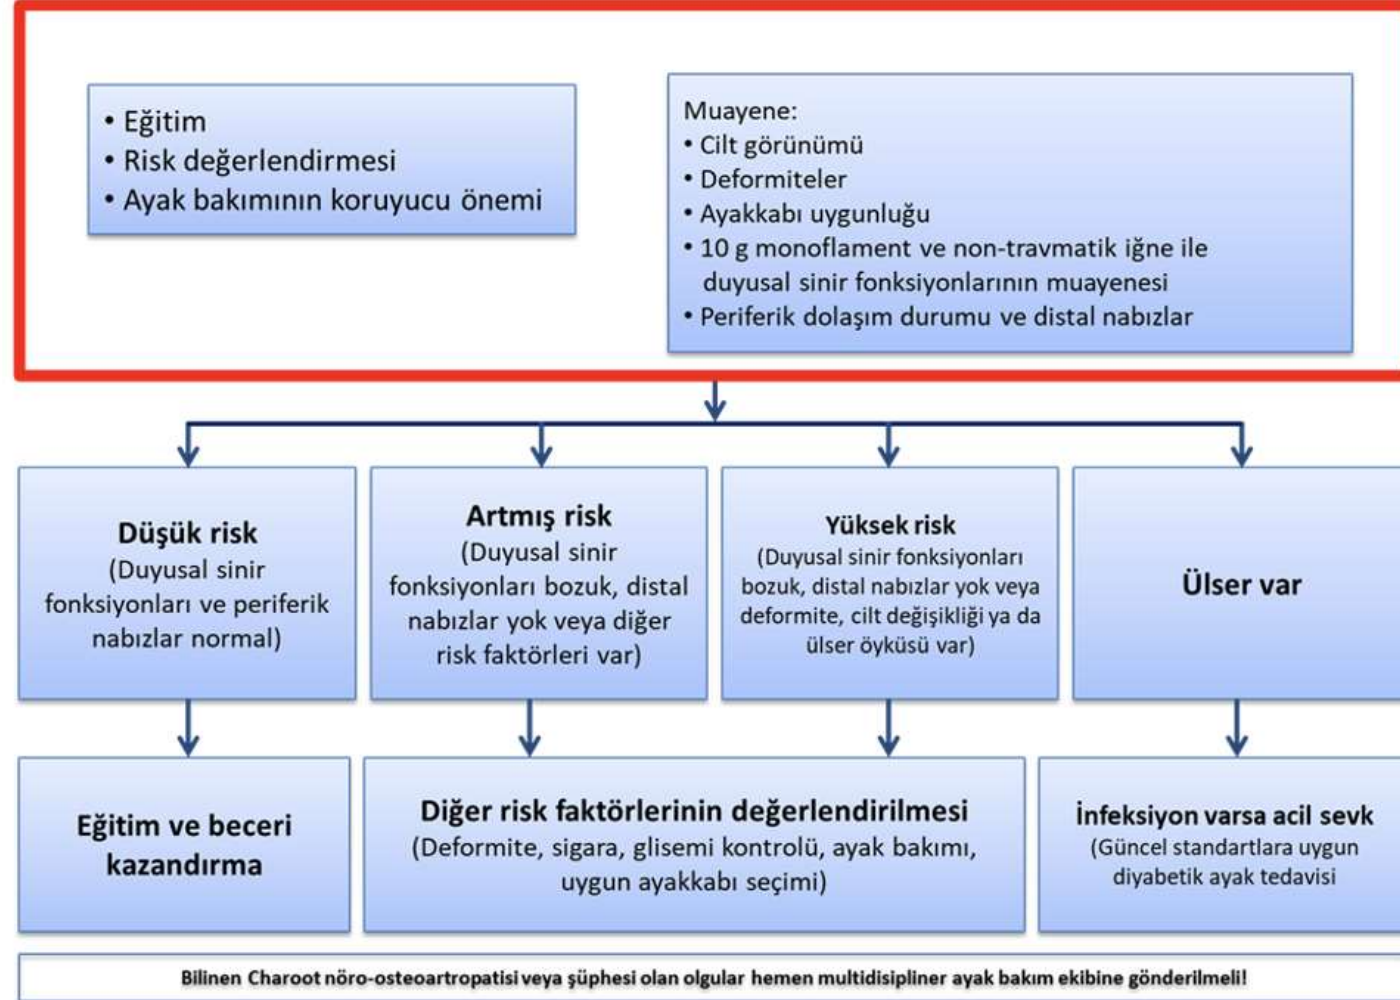 • Eğitim
• Risk değerlendirmesi
• Ayak bakımının koruyucu önemi
Muayene:
• Cilt görünümü
• Deformiteler
• Ayakkabı uygunluğu
• 10 g monoflament ve non-travmatik iğne ile
duyusal sinir fonksiyonlarının muayenesi
• Periferik dolaşım durumu ve distal nabızlar
Düşük risk
(Duyusal sinir
fonksiyonları ve periferik
nabızlar normal)
Artmış risk
(Duyusal sinir
fonksiyonları bozuk, distal
nabızlar yok veya diğer
risk faktörleri var)
Yüksek risk
(Duyusal sinir fonksiyonları
bozuk, distal nabızlar yok veya
deformite, cilt değişikliği ya da
ülser öyküsü var)
Ülser var
Eğitim ve beceri
kazandırma
Diğer risk faktörlerinin değerlendirilmesi
(Deformite, sigara, glisemi kontrolü, ayak bakımı,
uygun ayakkabı seçimi)
İnfeksiyon varsa acil sevk
(Güncel standartlara uygun
diyabetik ayak tedavisi
Bilinen Charoot nöro-osteoartropatisi veya şüphesi olan olgular hemen multidisipliner ayak bakım ekibine gönderilmeli!